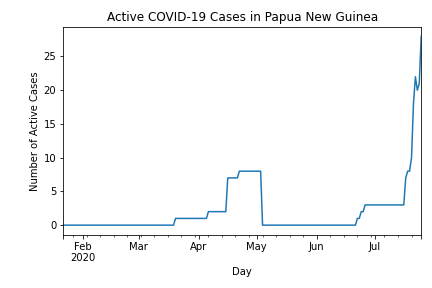 Active COVID-19 Cases in Papua New Guinea
Number of Active Cases
25
20
15
10
5
0
Feb Mar Apr May Jun Jul
2020
Day